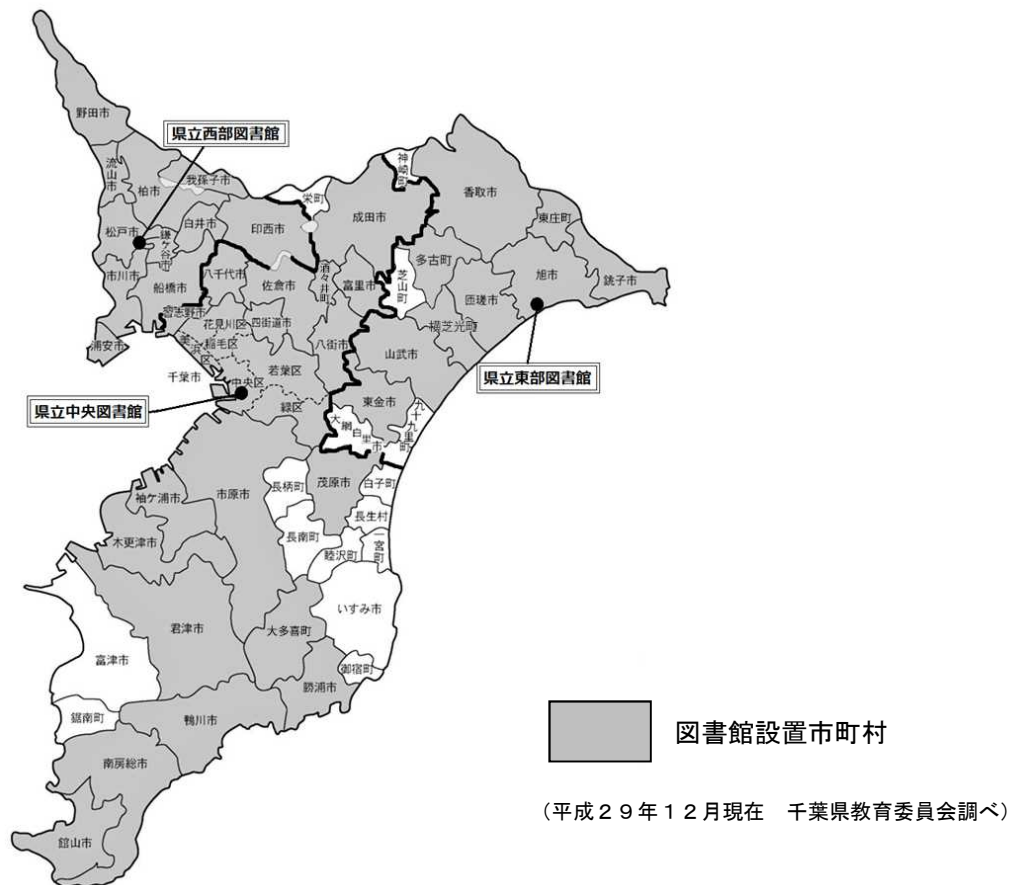 野田市
県立西部図書館
流山市
柏市
我孫子市
神崎町
香取市
栄町
成田市
東庄町
松戸市
鎌ケ谷市
白井市
印西市
多古町
旭市
銚子市
市川市
船橋市
八千代市
佐倉市
酒々井町
富里市
芝山町
匝瑳市
習志野市
花見川区
四街道市
横芝光町
浦安市
美浜区
稲毛区
八街市
山武市
千葉市
中央区
若葉区
県立東部図書館
県立中央図書館
緑区
東金市
九十九里町
大網白里市
袖ケ浦市
市原市
長柄町
茂原市
白子町
長生村
木更津市
長南町
睦沢町
一宮町
いすみ市
君津市
大多喜町
富津市
御宿町
勝浦市
鋸南町
鴨川市
図書館設置市町村
南房総市
(平成29年12月現在 千葉県教育委員会調べ)
館山市